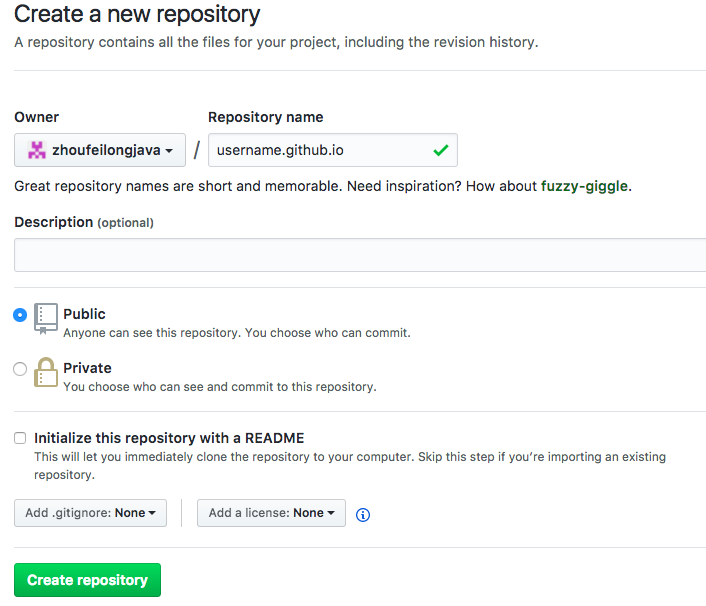 Create a new repository
A repository contains all the files for your project, including the revision history.
Owner
Repository name
zhoufeilongjava / username.github.io
Great repository names are short and memorable. Need inspiration? How about fuzzy-giggle.
Description (optional)
Public
Anyone can see this repository. You choose who can commit.
Private
You choose who can see and commit to this repository.
Initialize this repository with a README
This will let you immediately clone the repository to your computer. Skip this step if you’re importing an existing
repository.
Add .gitignore: None
Add a license: None
Create repository